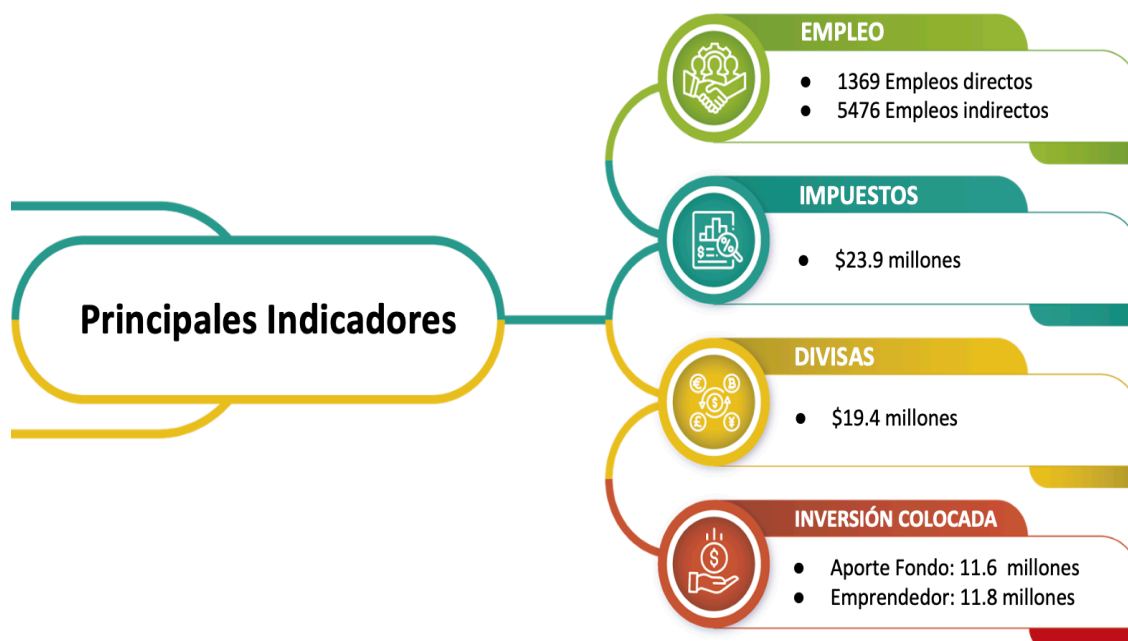 Principales Indicadores
EMPLEO
● 1369 Empleos directos
● 5476 Empleos indirectos
IMPUESTOS
● $23.9 millones
DIVISAS
● $19.4 millones
INVERSIÓN COLOCADA
● Aporte Fondo: 11.6 millones
● Emprendedor: 11.8 millones